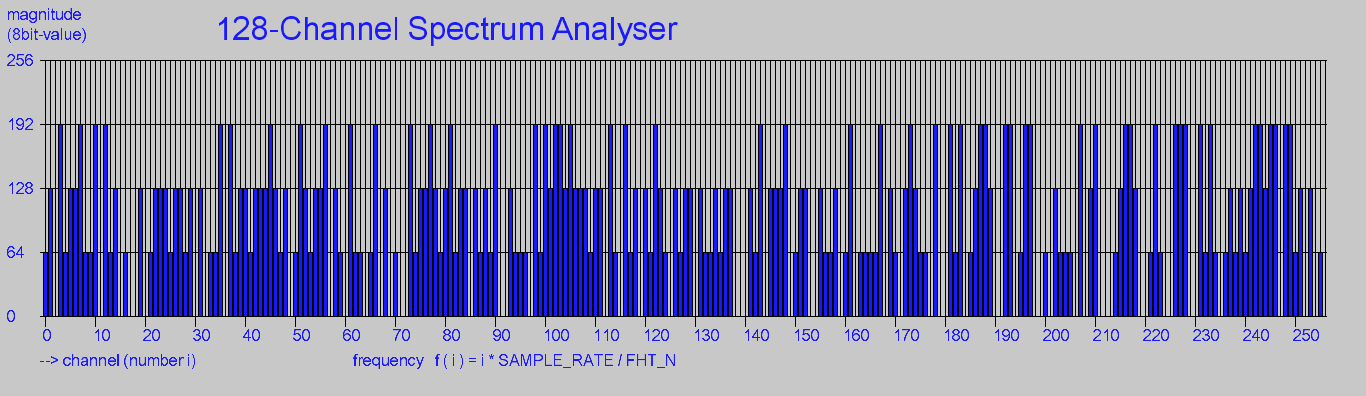 magnitude
(8bit-value)
128-Channel Spectrum Analyser
256
192
128
64
0
0 10 20 30 40 50 60 70 80 90 100 110 120 130 140 150 160 170 180 190 200 210 220 230 240 250
--> channel (number i) frequency f ( i ) = i * SAMPLE_RATE / FHT_N